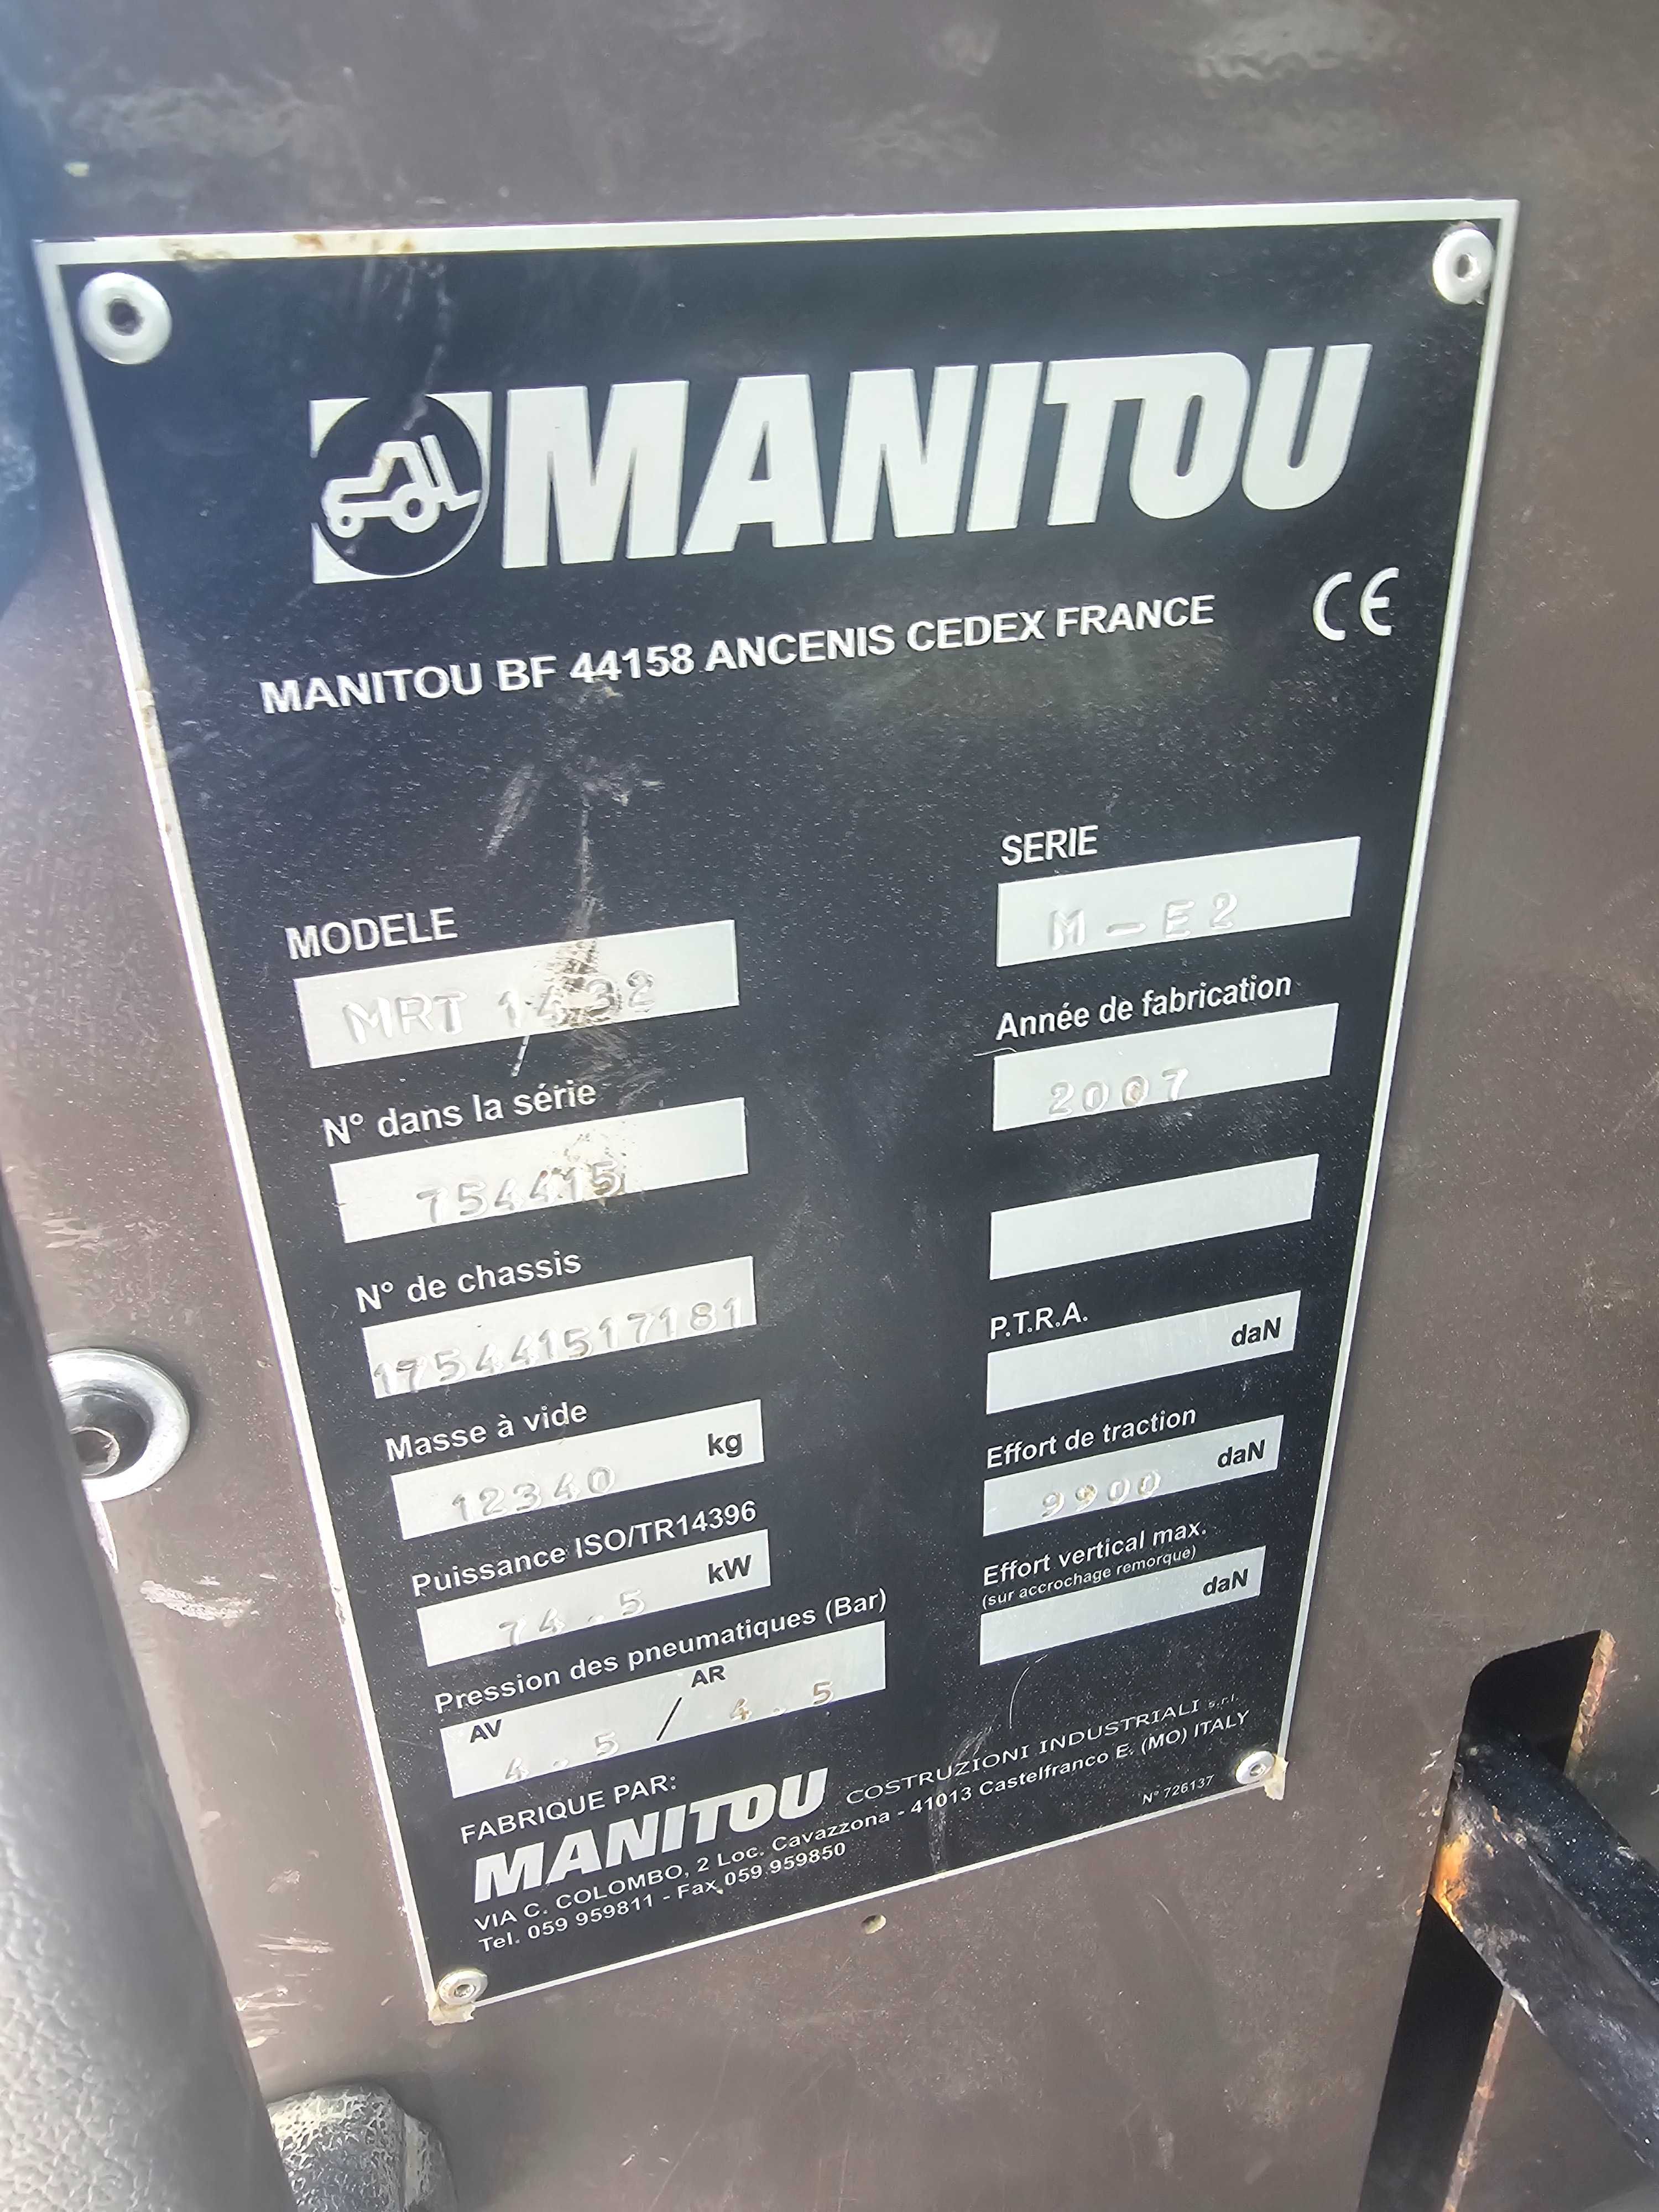 MANITOU
MANITOU BF 44158 ANCENIS CEDEX FRANCE
CE
MODELE
MRT 1432
SERIE
M-E2
N° dans la série
754415
Année de fabrication
2007
N° de chassis
175441517181
P.T.R.A.
daN
Masse à vide
12340 kg
Effort de traction
9900 daN
Puissance ISO/TR14396
74.5 kW
Effort vertical max.
(sur accrochage remorque)
daN
Pression des pneumatiques (Bar)
AV 4.5 / AR 4.5
FABRIQUE PAR:
MANITOU COSTRUZIONI INDUSTRIALI s.r.l.
VIA C. COLOMBO, 2 Loc. Cavazzona - 41013 Castelfranco E. (MO) ITALY
Tel. 059 959811 - Fax 059 959850
N° 726137